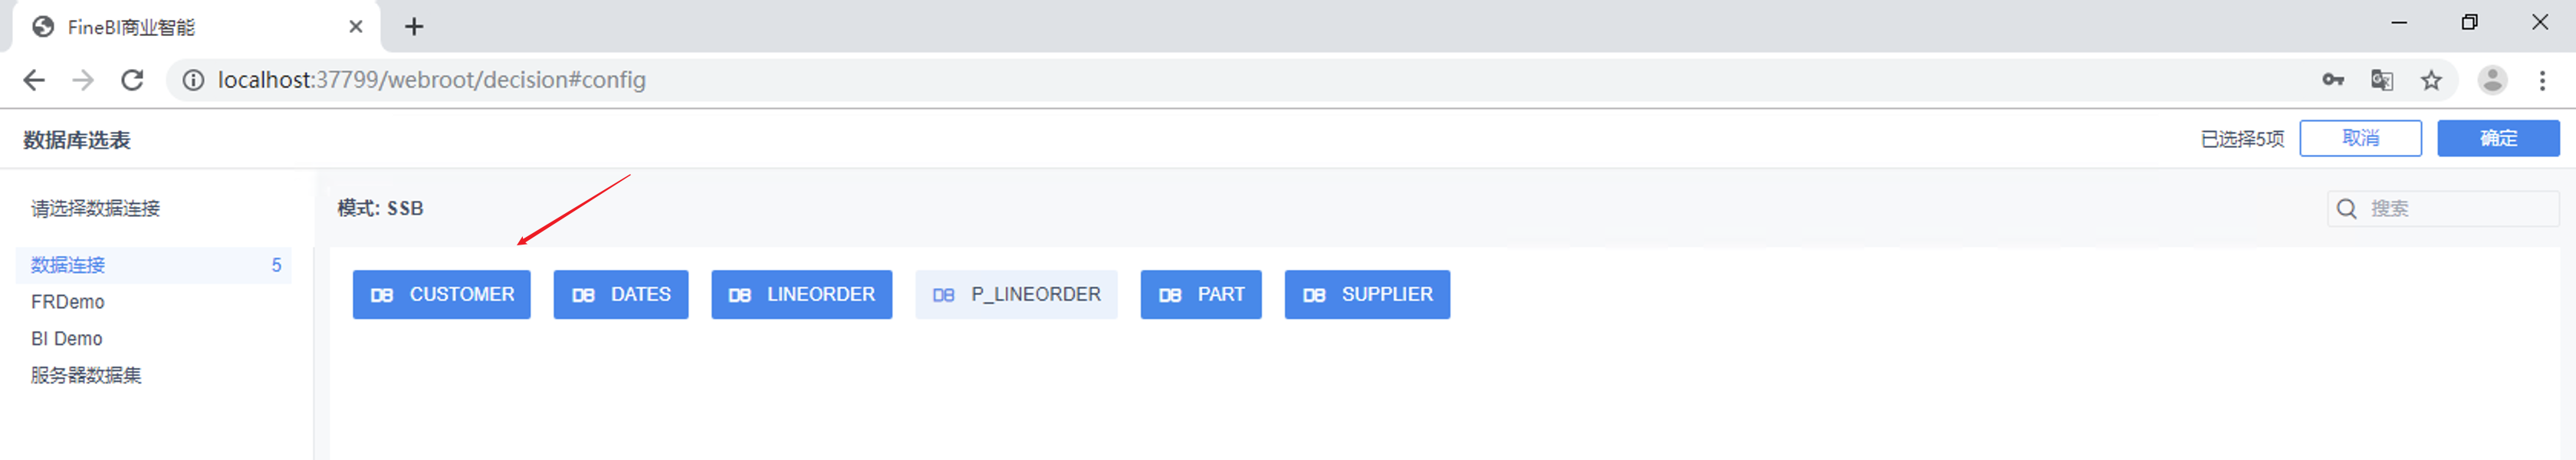 FineBI商业智能
localhost:37799/webroot/decision#config
数据库选表
已选择5项
取消
确定
请选择数据连接
模式: SSB
搜索
数据连接 5
FRDemo
BI Demo
服务器数据集
DB CUSTOMER
DB DATES
DB LINEORDER
DB P_LINEORDER
DB PART
DB SUPPLIER